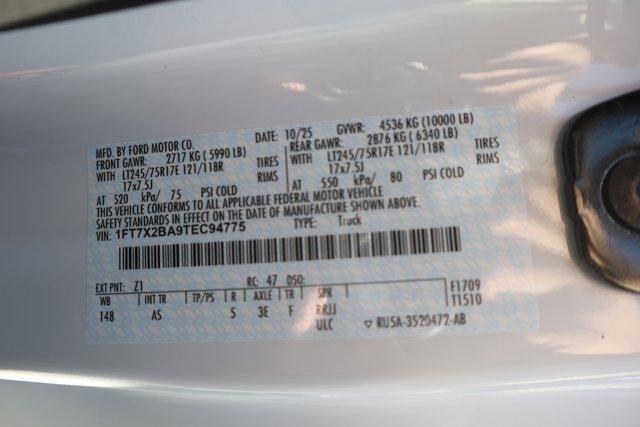 MFD. BY FORD MOTOR CO.
DATE: 10/25 GVWR: 4536 KG (10000 LB)
FRONT GAWR: 2717 KG (5990 LB)
REAR GAWR: 2876 KG (6340 LB)
WITH LT245/75R17E 121/118R TIRES
WITH LT245/75R17E 121/118R TIRES
17x7.5J RIMS
17x7.5J RIMS
AT 520 kPa/ 75 PSI COLD
AT 550 kPa/ 80 PSI COLD
THIS VEHICLE CONFORMS TO ALL APPLICABLE FEDERAL MOTOR VEHICLE
SAFETY STANDARDS IN EFFECT ON THE DATE OF MANUFACTURE SHOWN ABOVE.
VIN: 1FT7X2BA9TEC94775 TYPE: Truck
EXT PNT: Z1 RC: 47 DSO:
WB INT TR TP/PS R AXLE TR SPR
148 AS 5 3E F RRJJ
ULC
F1709
T1510
RU5A-3520472-AB